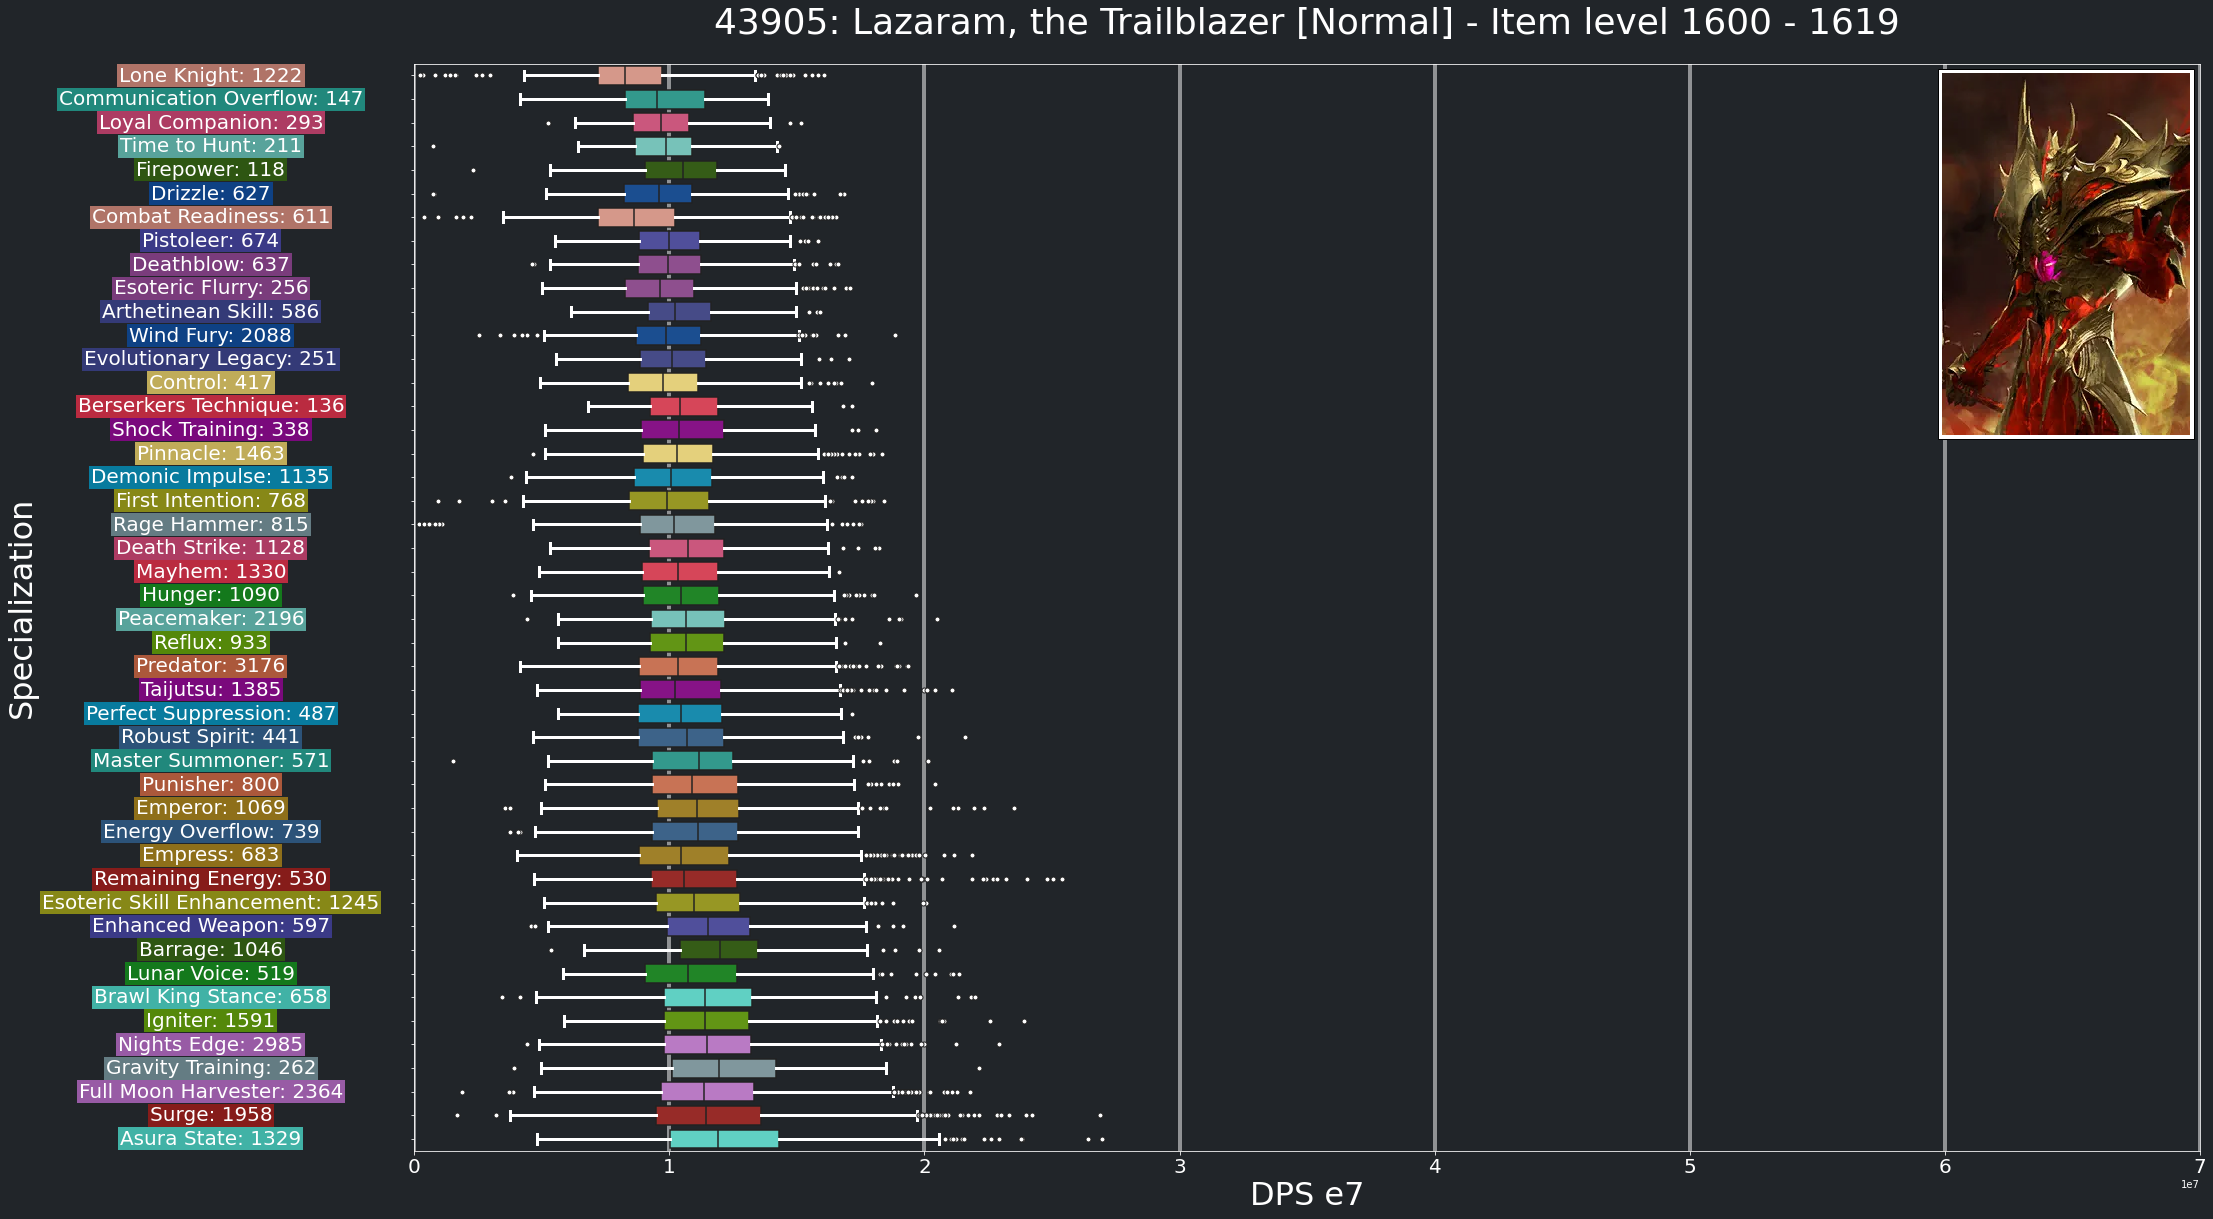 43905: Lazaram, the Trailblazer [Normal] - Item level 1600 - 1619
Specialization
Lone Knight: 1222
Communication Overflow: 147
Loyal Companion: 293
Time to Hunt: 211
Firepower: 118
Drizzle: 627
Combat Readiness: 611
Pistoleer: 674
Deathblow: 637
Esoteric Flurry: 256
Arthetinean Skill: 586
Wind Fury: 2088
Evolutionary Legacy: 251
Control: 417
Berserkers Technique: 136
Shock Training: 338
Pinnacle: 1463
Demonic Impulse: 1135
First Intention: 768
Rage Hammer: 815
Death Strike: 1128
Mayhem: 1330
Hunger: 1090
Peacemaker: 2196
Reflux: 933
Predator: 3176
Taijutsu: 1385
Perfect Suppression: 487
Robust Spirit: 441
Master Summoner: 571
Punisher: 800
Emperor: 1069
Energy Overflow: 739
Empress: 683
Remaining Energy: 530
Esoteric Skill Enhancement: 1245
Enhanced Weapon: 597
Barrage: 1046
Lunar Voice: 519
Brawl King Stance: 658
Igniter: 1591
Nights Edge: 2985
Gravity Training: 262
Full Moon Harvester: 2364
Surge: 1958
Asura State: 1329
0 1 2 3 4 5 6 7
1e7
DPS e7